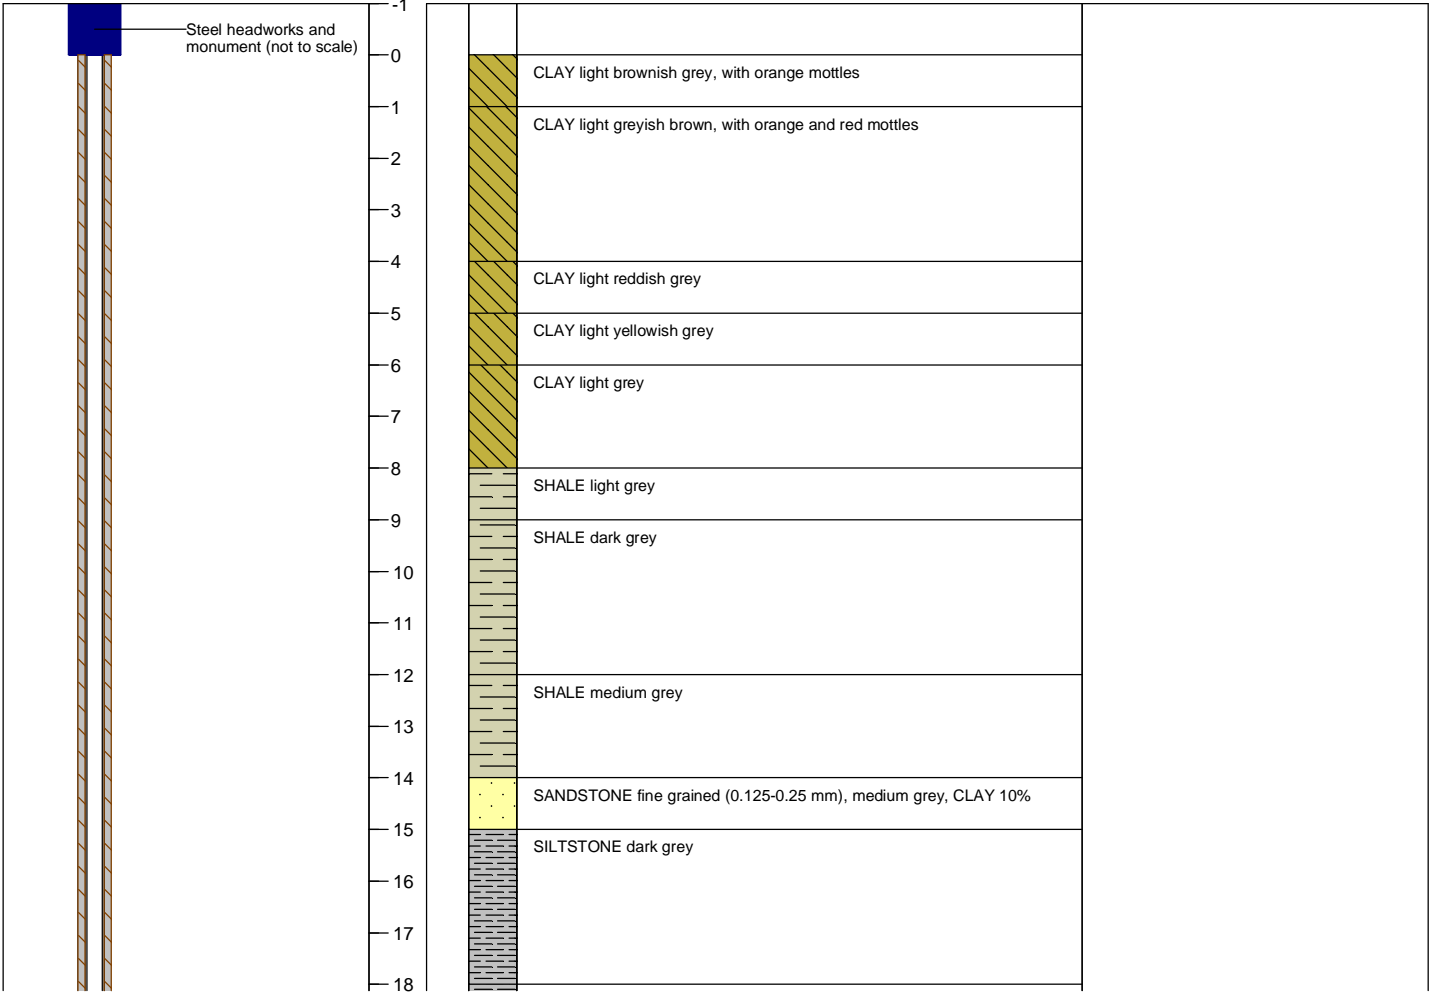 -1
Steel headworks and
monument (not to scale)
0
CLAY light brownish grey, with orange mottles
1
CLAY light greyish brown, with orange and red mottles
2
3
4
CLAY light reddish grey
5
CLAY light yellowish grey
6
CLAY light grey
7
8
SHALE light grey
9
SHALE dark grey
10
11
12
SHALE medium grey
13
14
SANDSTONE fine grained (0.125-0.25 mm), medium grey, CLAY 10%
15
SILTSTONE dark grey
16
17
18